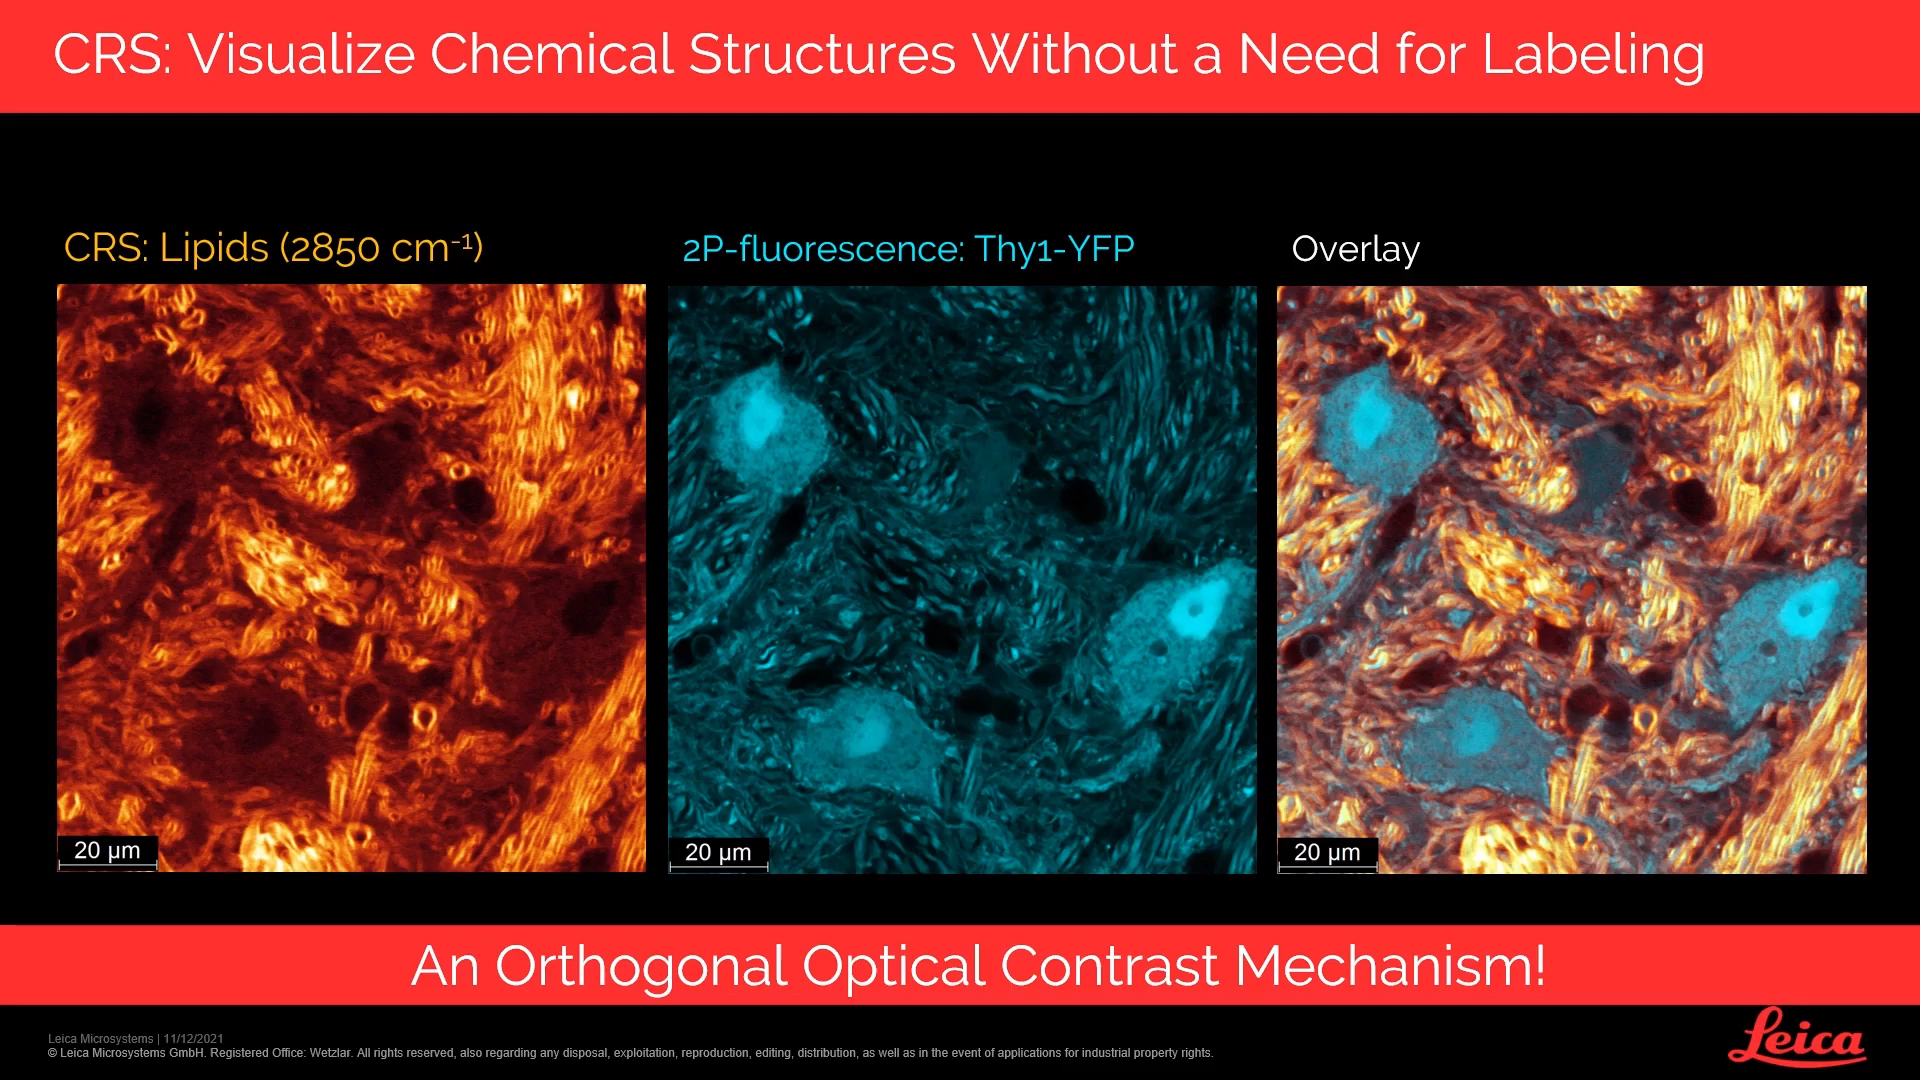 CRS: Visualize Chemical Structures Without a Need for Labeling
CRS: Lipids (2850 cm⁻¹)
2P-fluorescence: Thy1-YFP
Overlay
20 µm
20 µm
20 µm
An Orthogonal Optical Contrast Mechanism!
Leica Microsystems | 11/12/2021
© Leica Microsystems GmbH. Registered Office: Wetzlar. All rights reserved, also regarding any disposal, exploitation, reproduction, editing, distribution, as well as in the event of applications for industrial property rights.
Leica